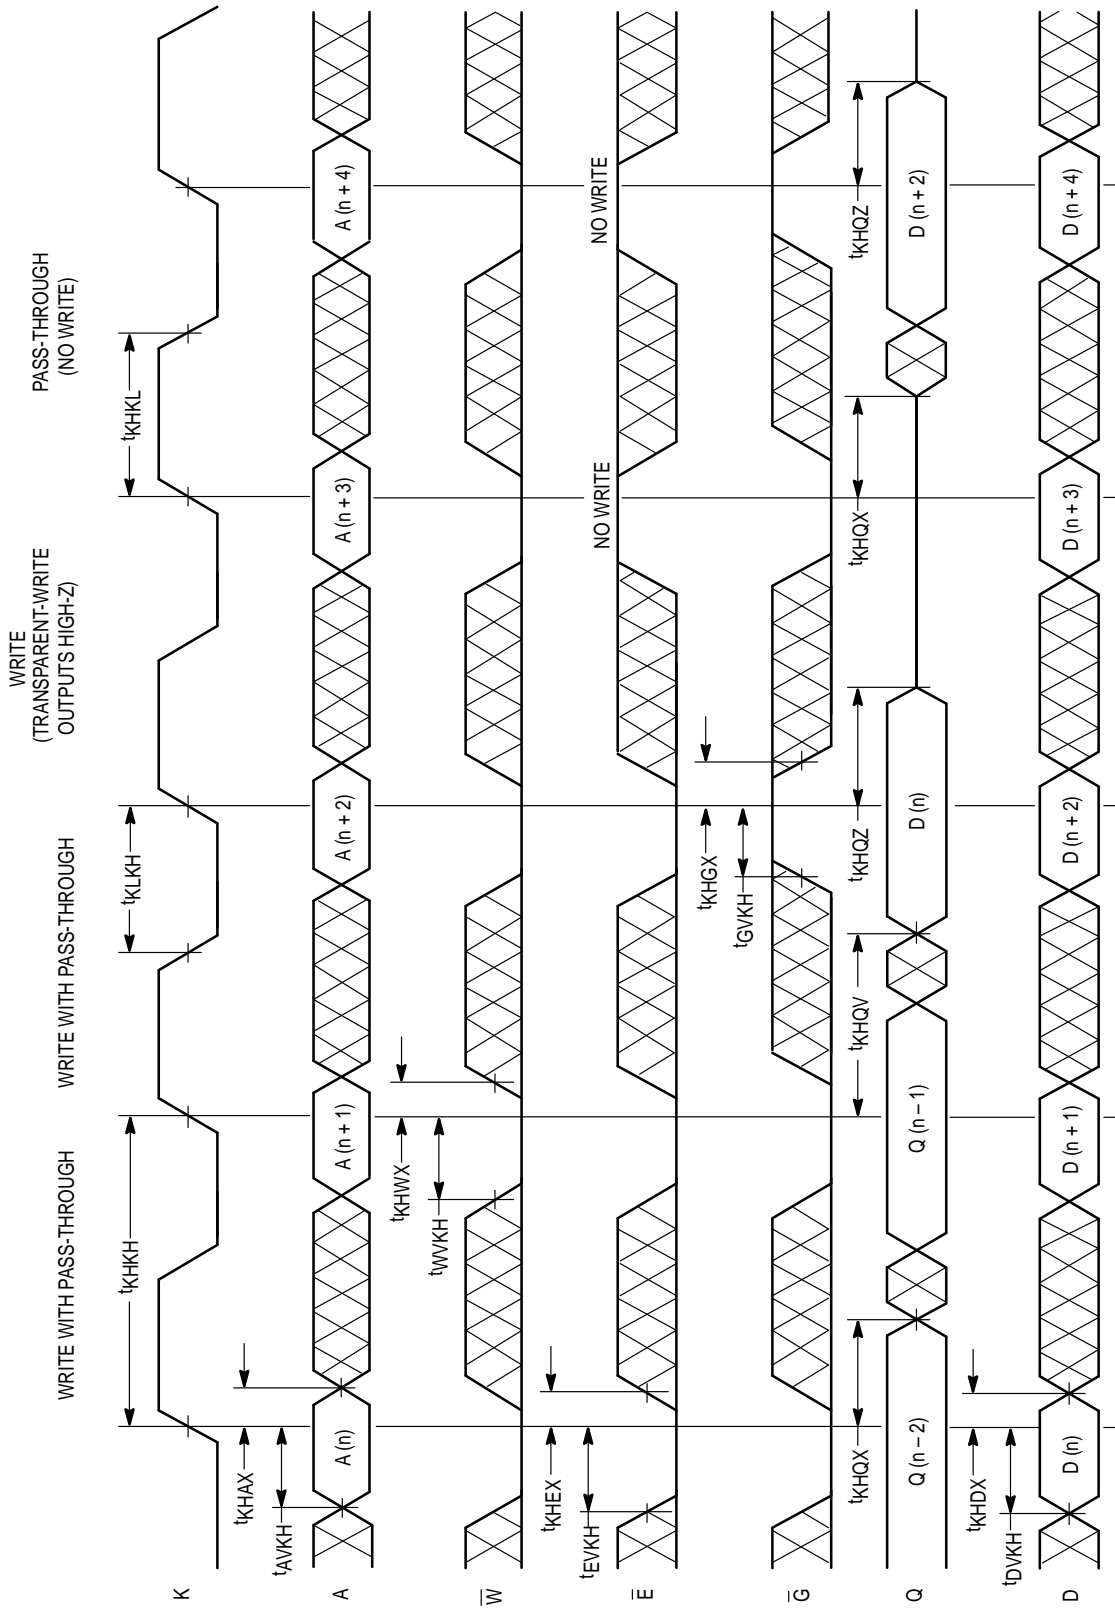 WRITE WITH PASS-THROUGH
WRITE WITH PASS-THROUGH
WRITE
(TRANSPARENT-WRITE
OUTPUTS HIGH-Z)
PASS-THROUGH
(NO WRITE)
tKHKH
tKLKH
tKHKL
K
tKHAX
tAVKH
A
A (n)
A (n + 1)
A (n + 2)
A (n + 3)
A (n + 4)
tKHWX
tWVKH
W
tKHEX
tEVKH
NO WRITE
NO WRITE
E
tKHGX
tGVKH
G
tKHQX
tKHQV
tKHQZ
tKHQX
tKHQZ
Q
Q (n – 2)
Q (n – 1)
D (n)
D (n + 2)
tKHDX
tDVKH
D
D (n)
D (n + 1)
D (n + 2)
D (n + 3)
D (n + 4)